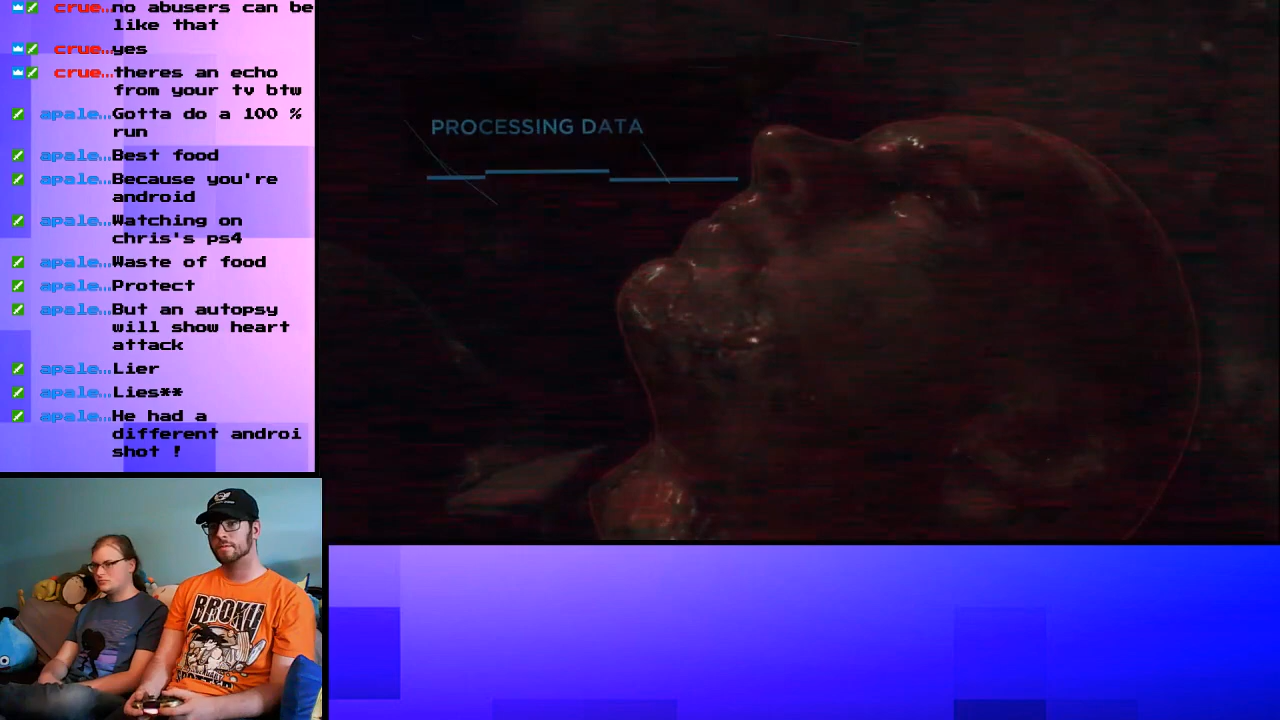 crue...no abusers can be
like that
crue...yes
crue...theres an echo
from your tv btw
apale...Gotta do a 100 %
run
apale...Best food
apale...Because you're
android
apale...Watching on
chris's ps4
apale...Waste of food
apale...Protect
apale...But an autopsy
will show heart
attack
apale...Lier
apale...Lies**
apale...He had a
different androi
shot !
PROCESSING DATA
BROKU